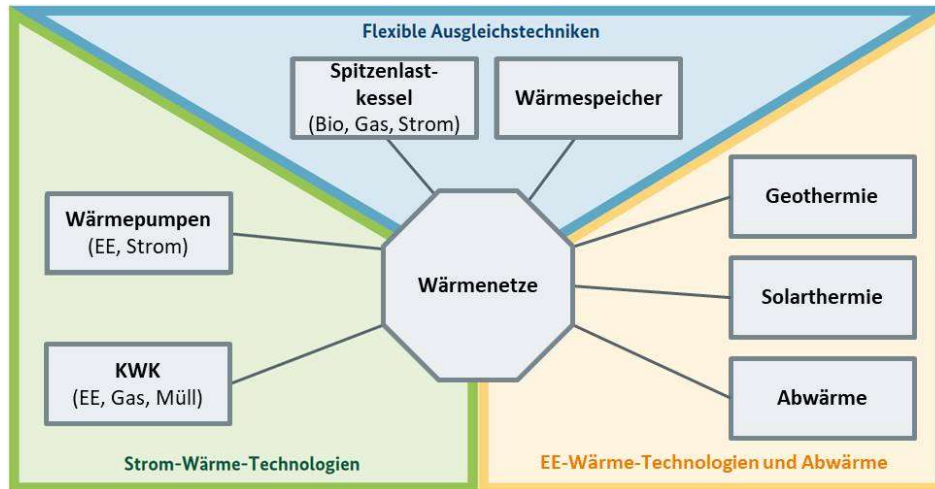 Flexible Ausgleichstechniken
Spitzenlast-
kessel
(Bio, Gas, Strom)
Wärmespeicher
Wärmepumpen
(EE, Strom)
KWK
(EE, Gas, Müll)
Wärmenetze
Geothermie
Solarthermie
Abwärme
Strom-Wärme-Technologien
EE-Wärme-Technologien und Abwärme